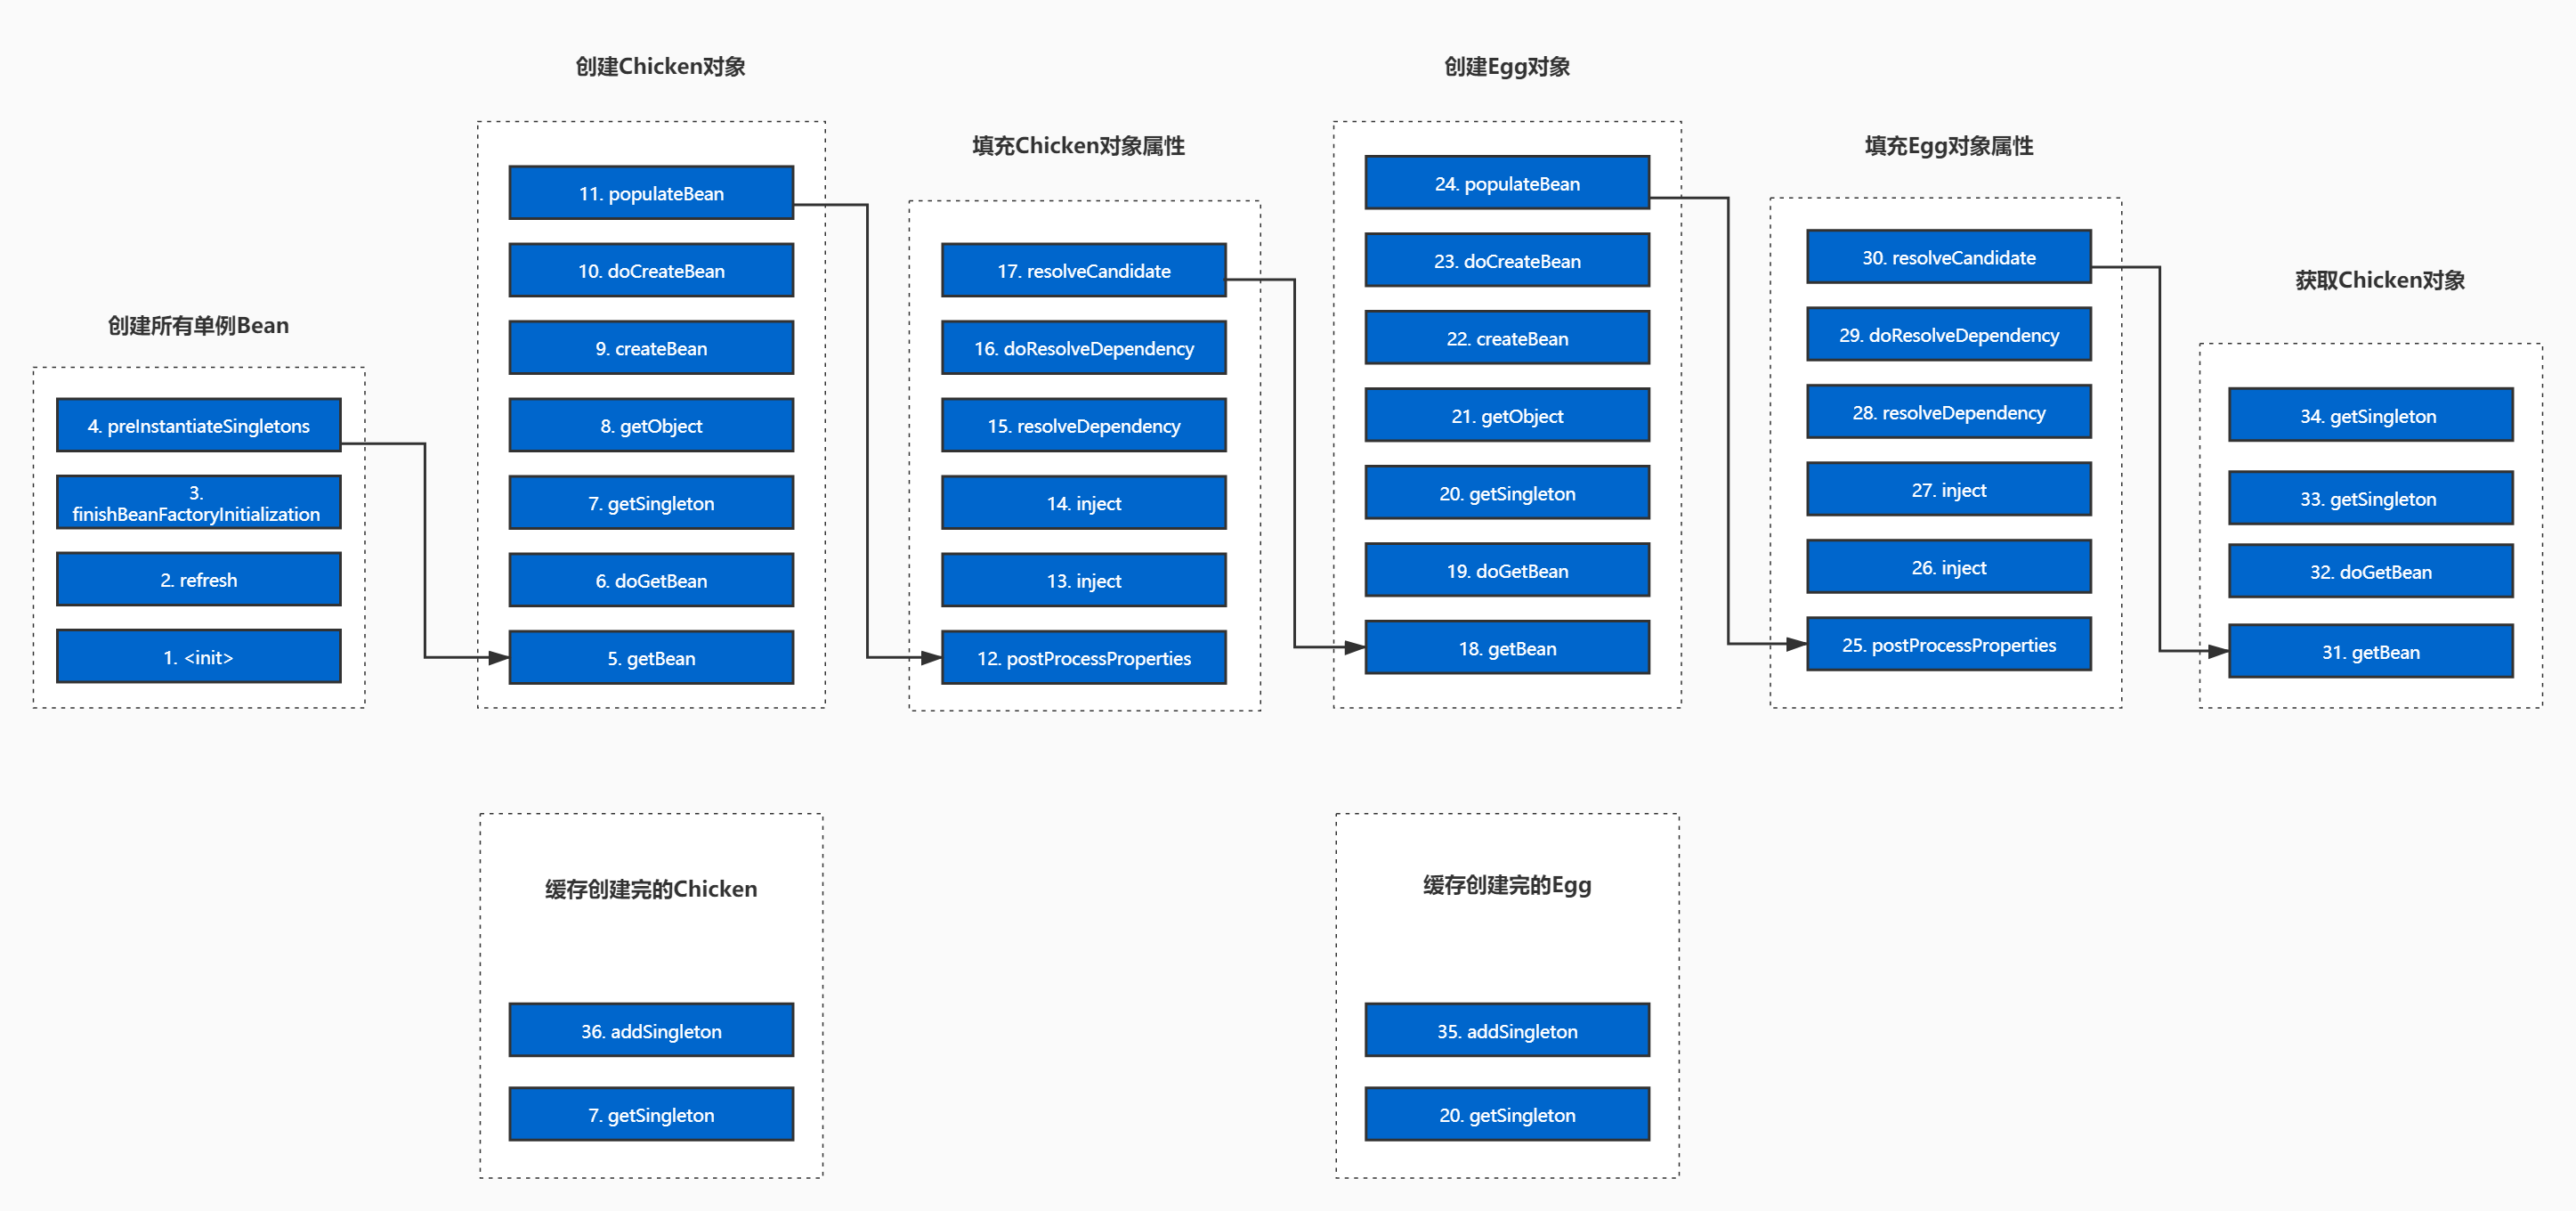 创建所有单例Bean
4. preInstantiateSingletons
3.
finishBeanFactoryInitialization
2. refresh
1. <init>
创建Chicken对象
11. populateBean
10. doCreateBean
9. createBean
8. getObject
7. getSingleton
6. doGetBean
5. getBean
填充Chicken对象属性
17. resolveCandidate
16. doResolveDependency
15. resolveDependency
14. inject
13. inject
12. postProcessProperties
创建Egg对象
24. populateBean
23. doCreateBean
22. createBean
21. getObject
20. getSingleton
19. doGetBean
18. getBean
填充Egg对象属性
30. resolveCandidate
29. doResolveDependency
28. resolveDependency
27. inject
26. inject
25. postProcessProperties
获取Chicken对象
34. getSingleton
33. getSingleton
32. doGetBean
31. getBean
缓存创建完的Chicken
36. addSingleton
7. getSingleton
缓存创建完的Egg
35. addSingleton
20. getSingleton